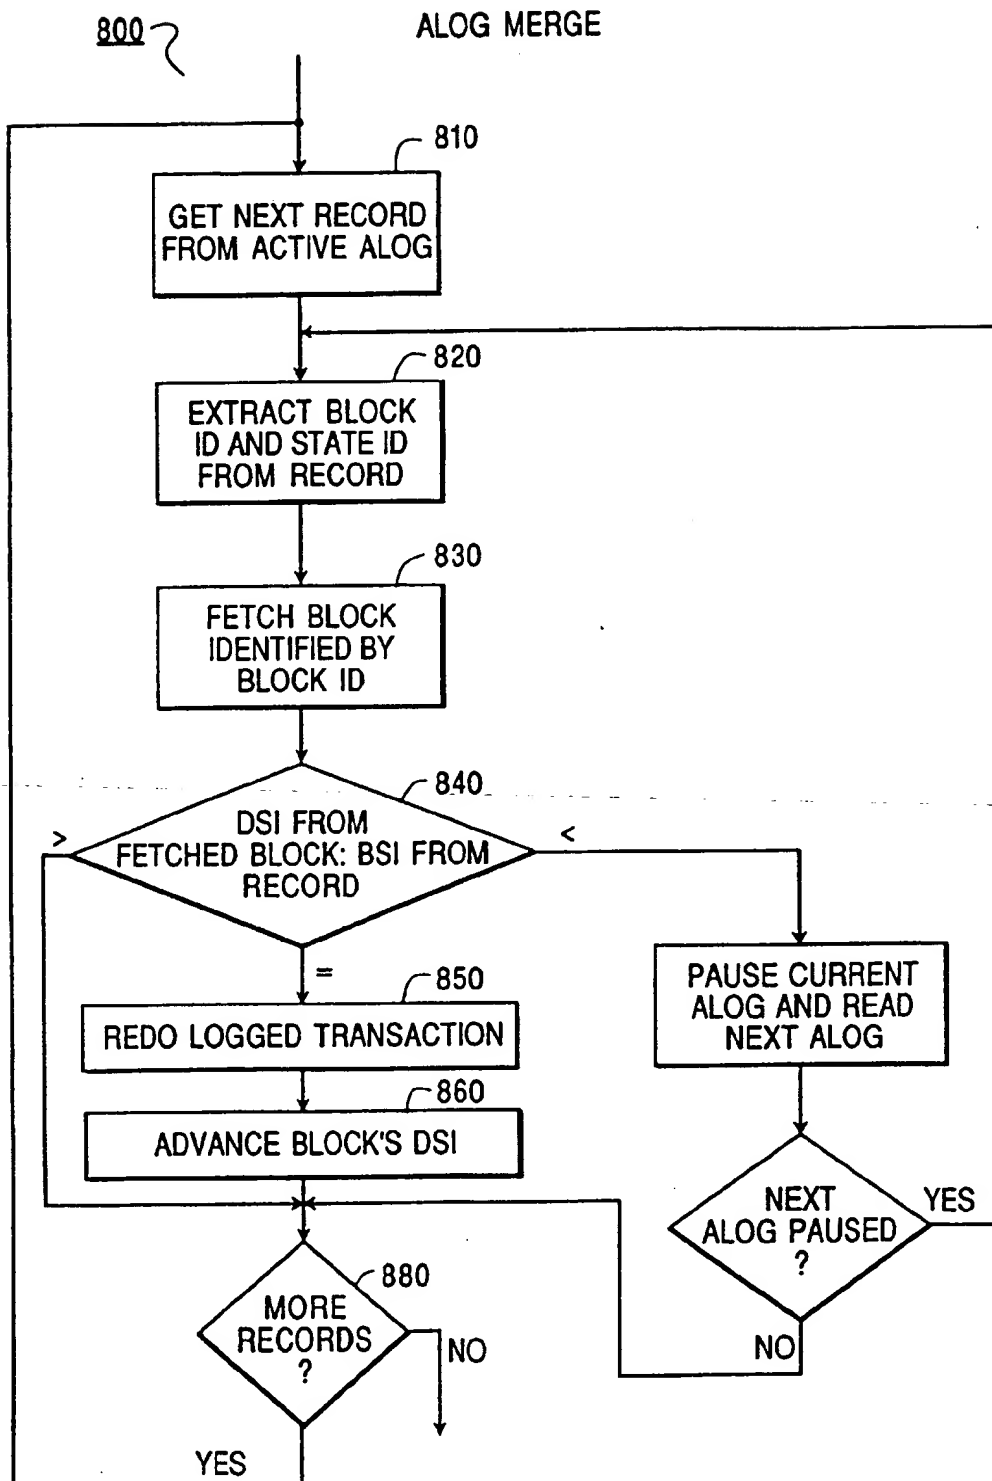 800
ALOG MERGE
810
GET NEXT RECORD
FROM ACTIVE ALOG
820
EXTRACT BLOCK
ID AND STATE ID
FROM RECORD
830
FETCH BLOCK
IDENTIFIED BY
BLOCK ID
840
>
<
DSI FROM
FETCHED BLOCK: BSI FROM
RECORD
=
850
REDO LOGGED TRANSACTION
PAUSE CURRENT
ALOG AND READ
NEXT ALOG
860
ADVANCE BLOCK'S DSI
NEXT
ALOG PAUSED
?
YES
NO
880
MORE
RECORDS
?
NO
YES